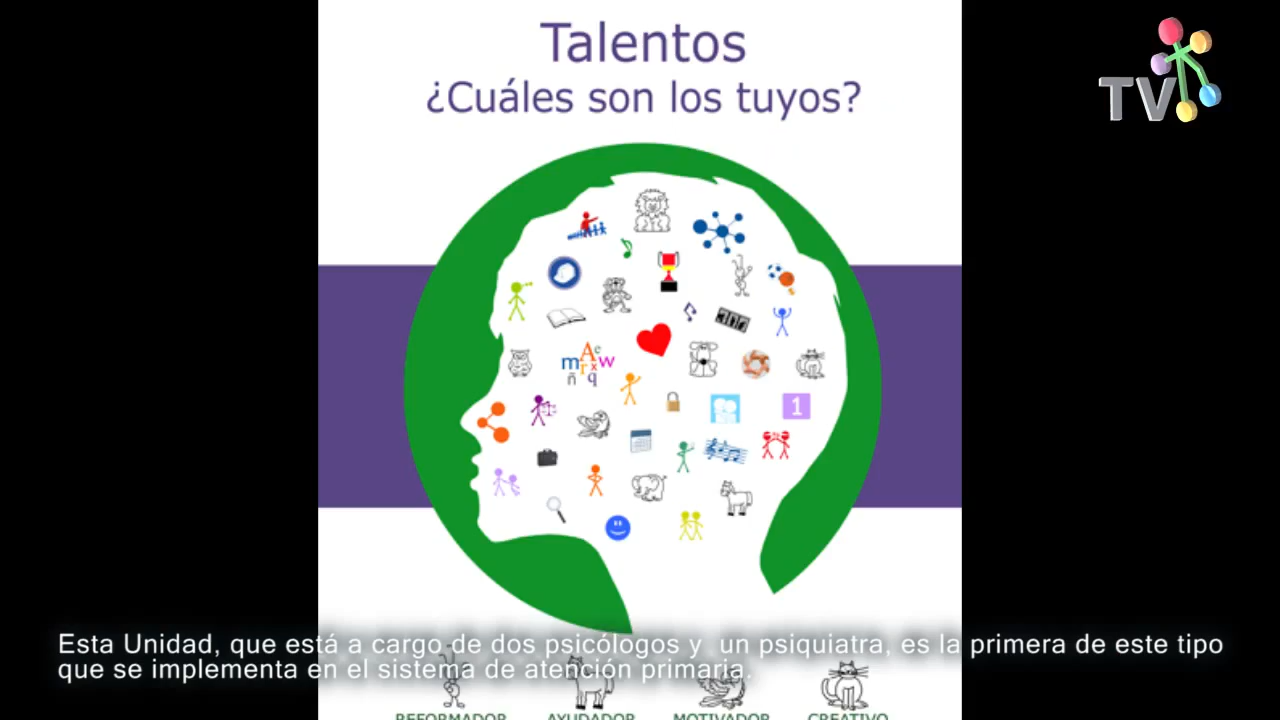 Talentos
¿Cuáles son los tuyos?
TV
m A e r x w ñ q
1
Esta Unidad, que está a cargo de dos psicólogos y un psiquiatra, es la primera de este tipo
que se implementa en el sistema de atención primaria.
REFORMADOR AYUDADOR MOTIVADOR CREATIVO